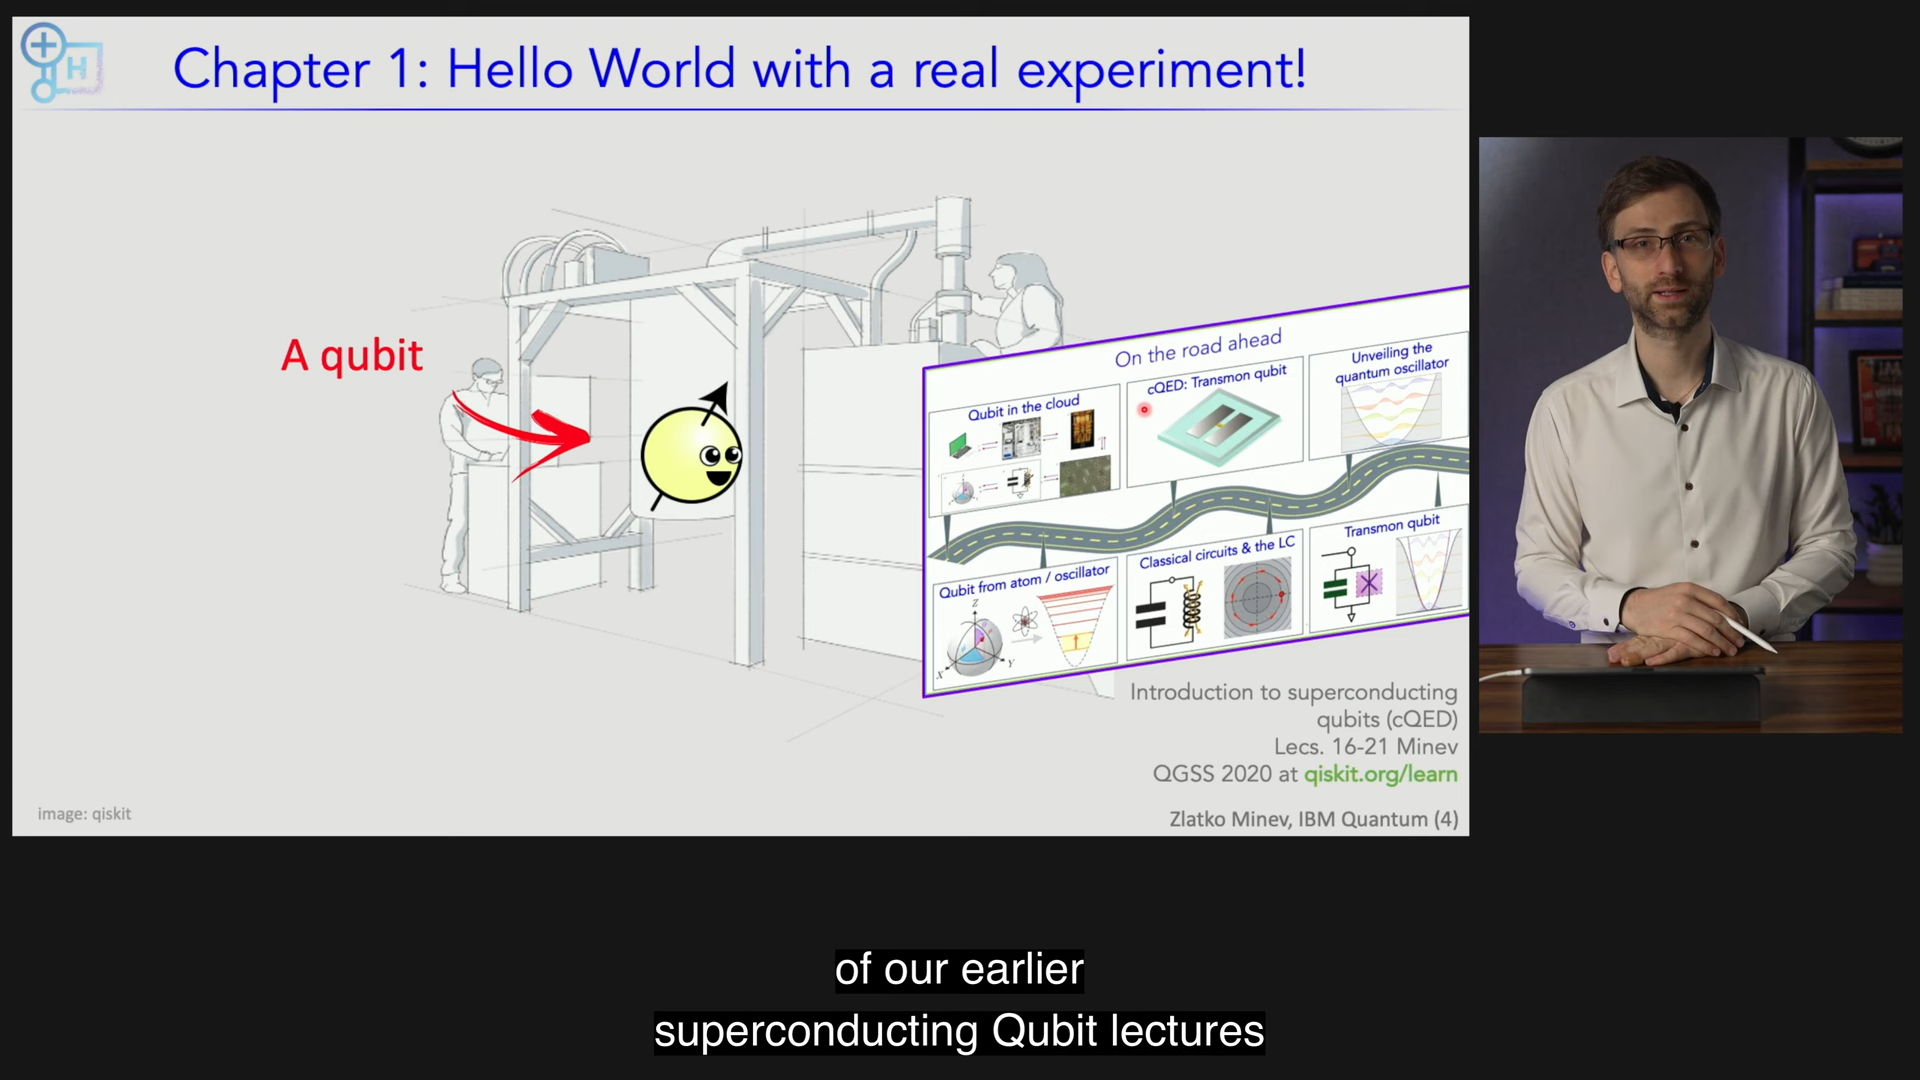 H
Chapter 1: Hello World with a real experiment!
A qubit
On the road ahead
Qubit in the cloud
cQED: Transmon qubit
Unveiling the
quantum oscillator
Qubit from atom / oscillator
Z
X
Y
Classical circuits & the LC
Transmon qubit
Introduction to superconducting
qubits (cQED)
Lecs. 16-21 Minev
QGSS 2020 at qiskit.org/learn
Zlatko Minev, IBM Quantum (4)
image: qiskit
of our earlier
superconducting Qubit lectures